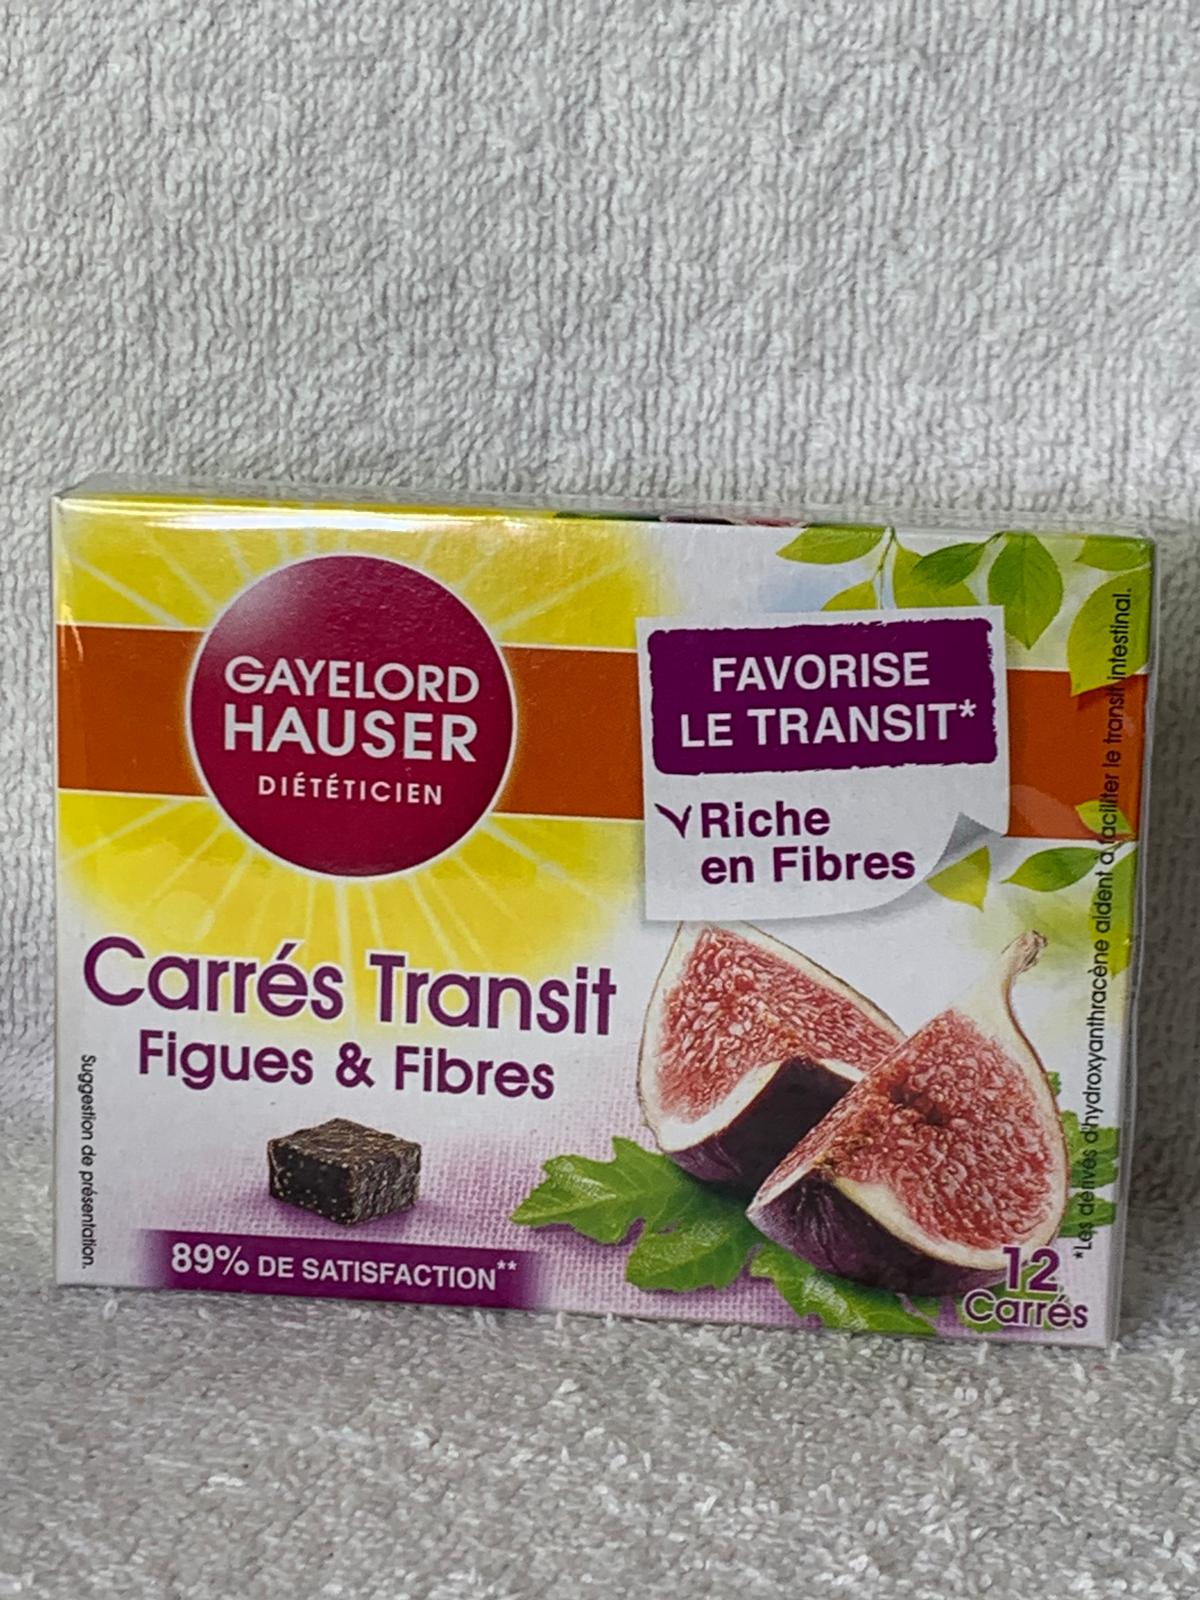 GAYELORD
HAUSER
DIÉTÉTICIEN
FAVORISE
LE TRANSIT*
Riche
en Fibres
Carrés Transit
Figues & Fibres
Suggestion de présentation.
89% DE SATISFACTION**
12
Carrés
*Les dérivés d'hydroxyanthracène aident à faciliter le transit intestinal.